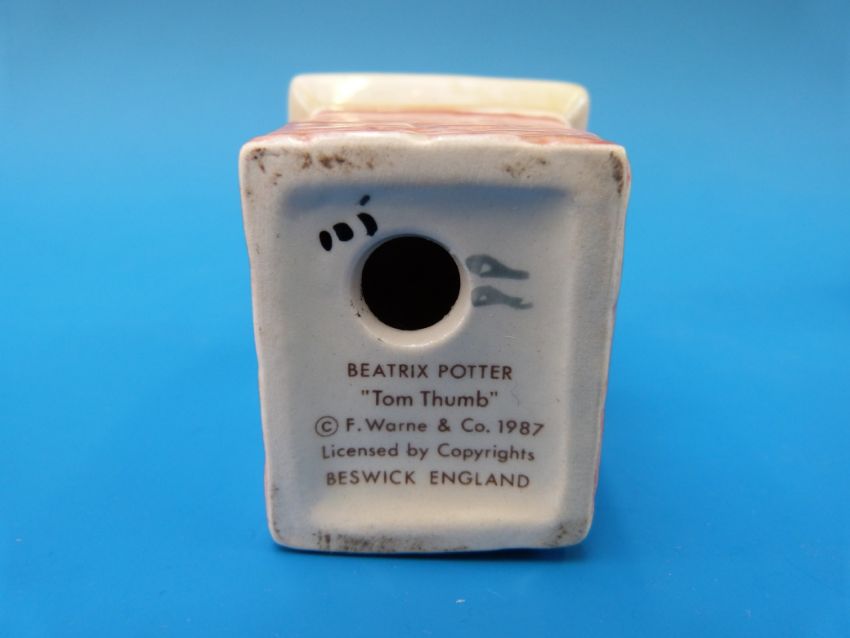 BEATRIX POTTER
"Tom Thumb"
© F. Warne & Co. 1987
Licensed by Copyrights
BESWICK ENGLAND